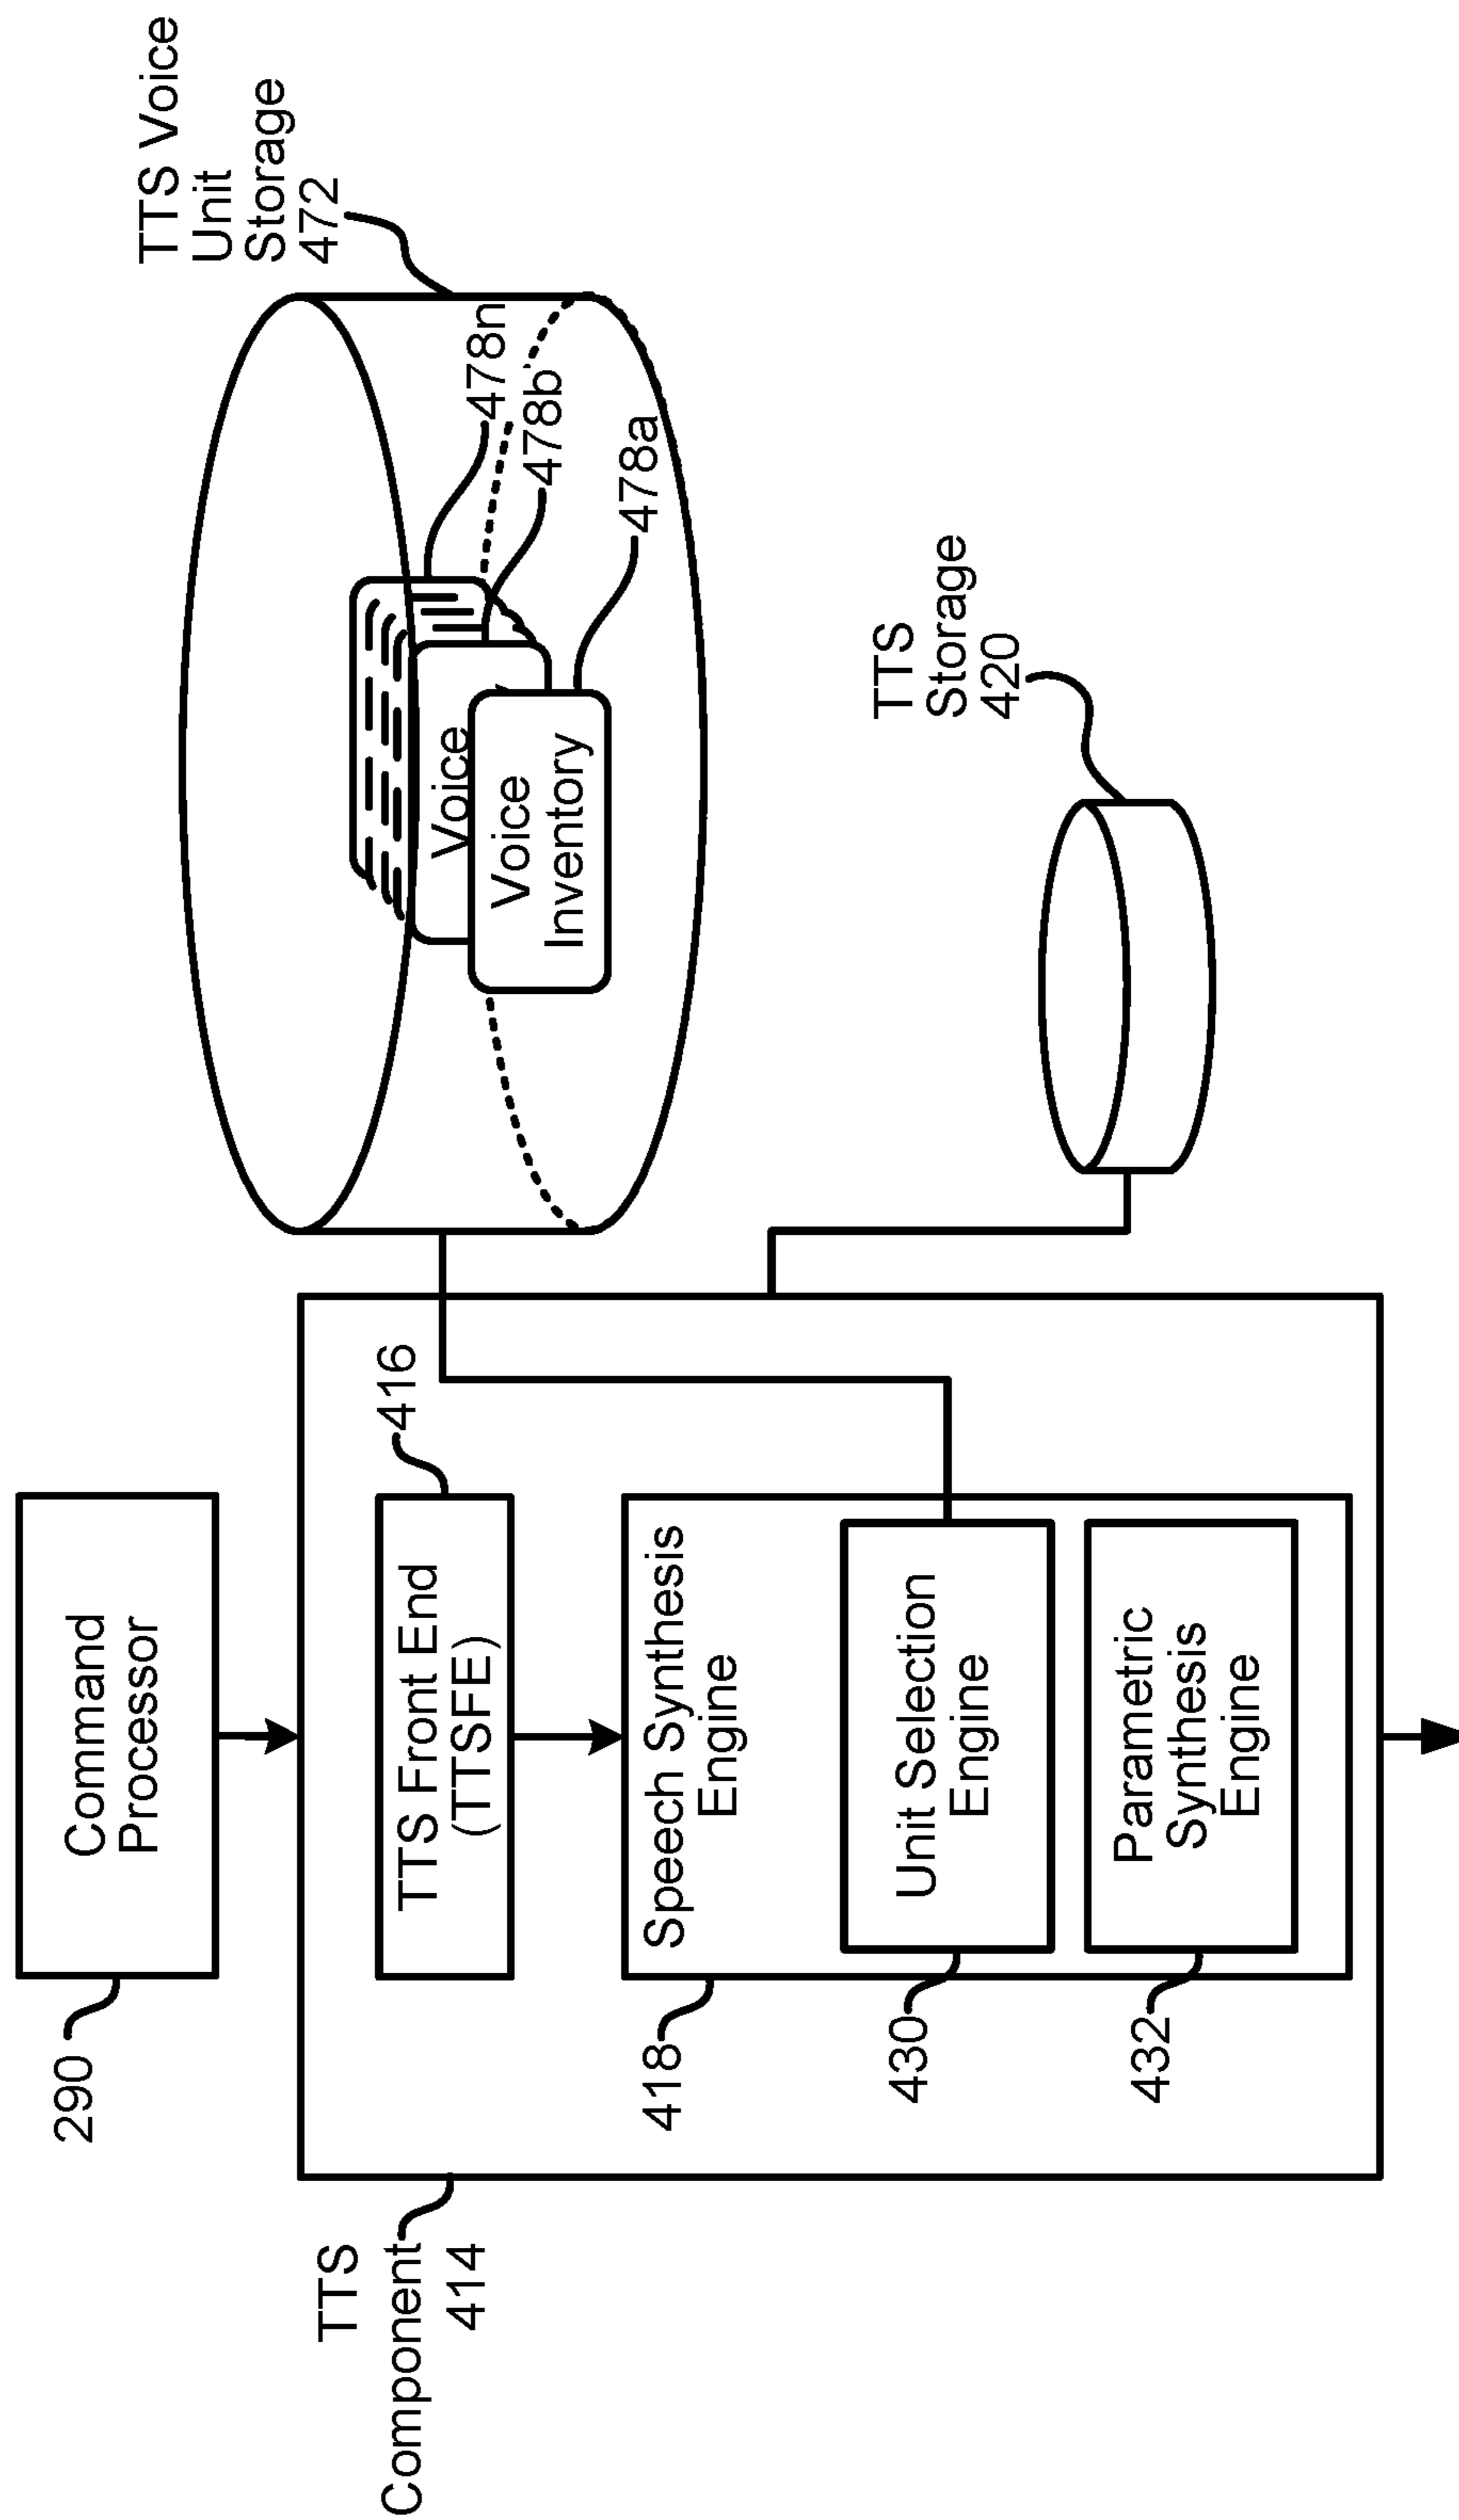 290
Command
Processor
TTS
Component
414
TTS Front End
(TTSFE)
416
418
Speech Synthesis
Engine
430
Unit Selection
Engine
432
Parametric
Synthesis
Engine
TTS Voice
Unit
Storage
472
478n
478b
478a
Voice
Voice
Inventory
TTS
Storage
420